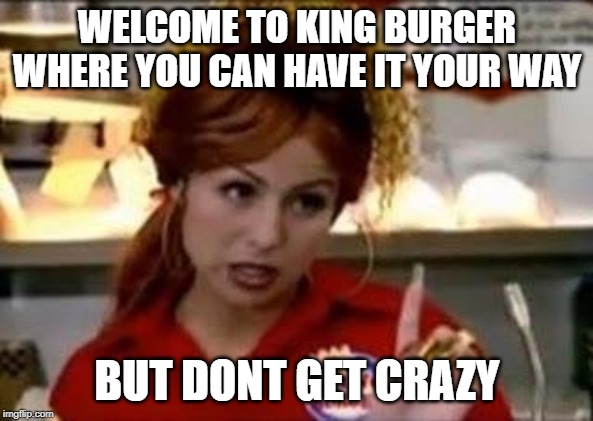 WELCOME TO KING BURGER
WHERE YOU CAN HAVE IT YOUR WAY
BUT DONT GET CRAZY
imgflip.com